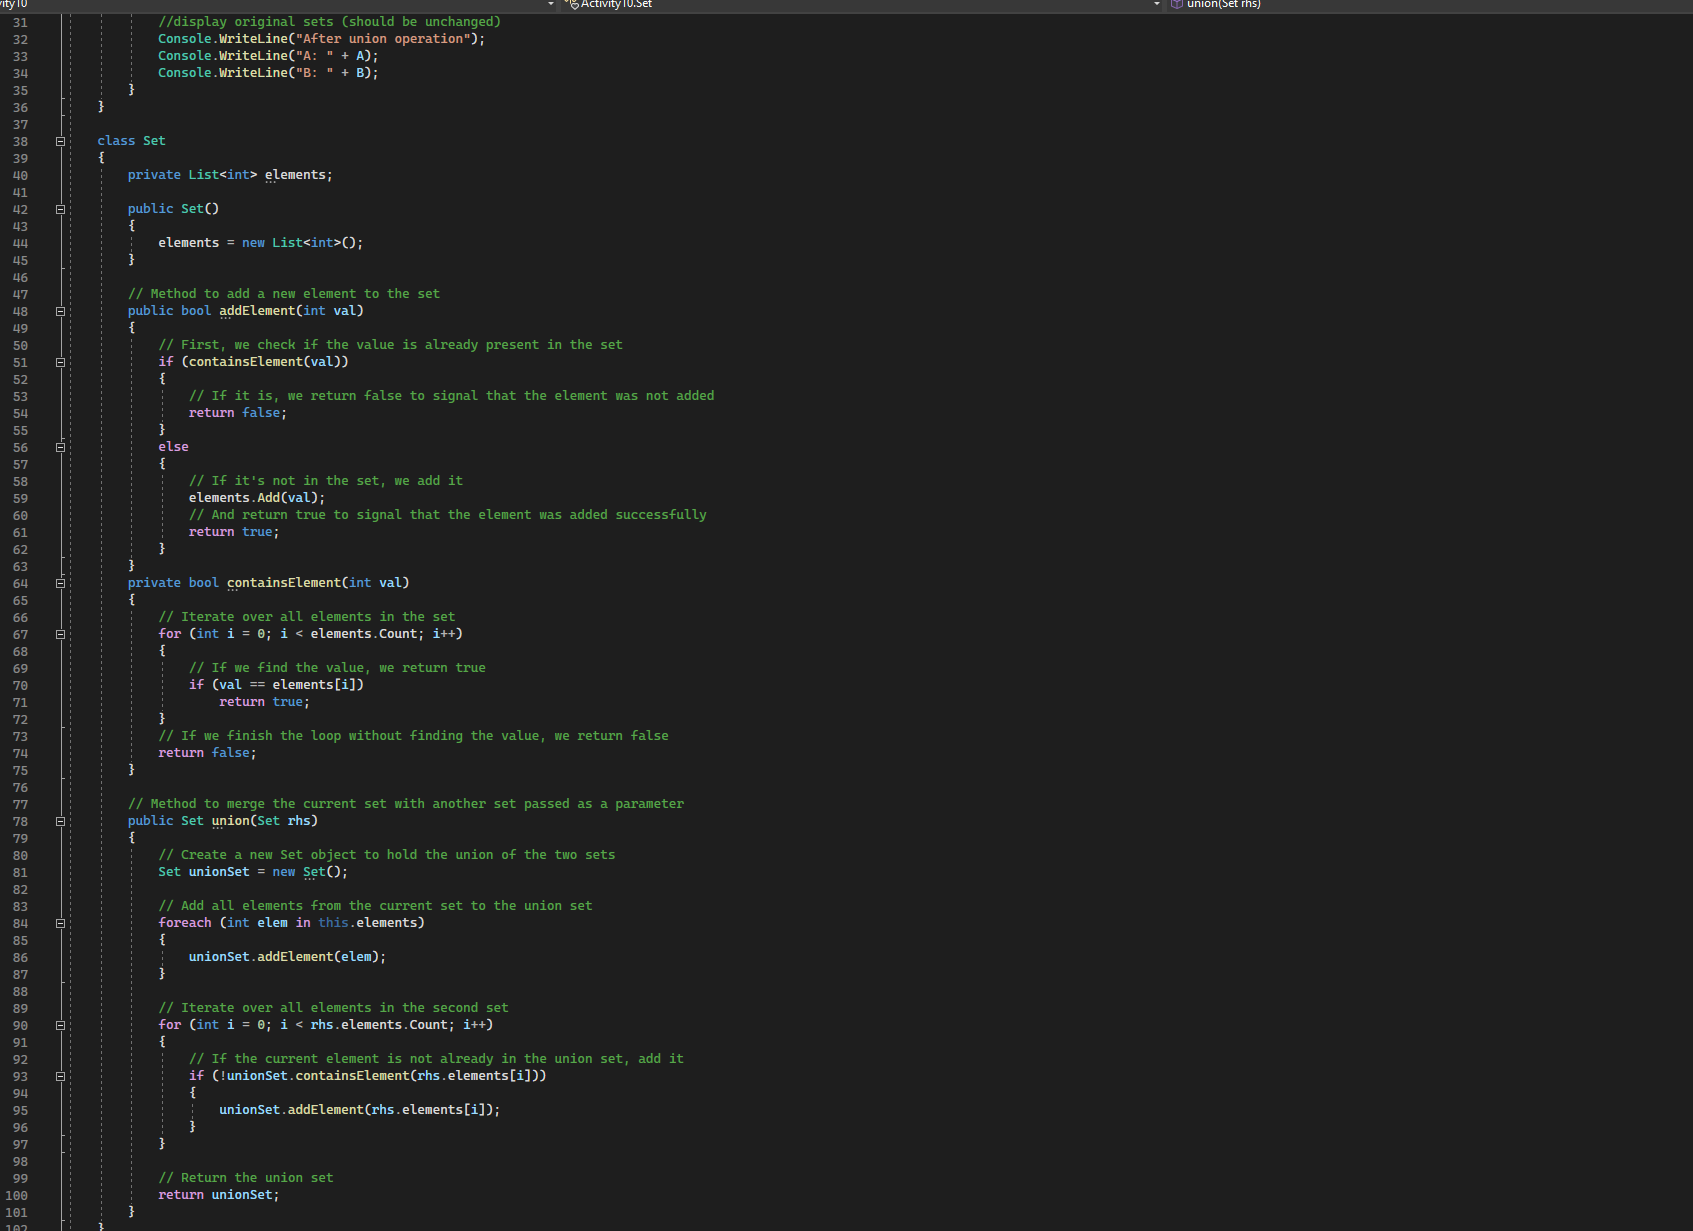 ity10 Activity10.Set union(Set rhs)
31 //display original sets (should be unchanged)
32 Console.WriteLine("After union operation");
33 Console.WriteLine("A: " + A);
34 Console.WriteLine("B: " + B);
35 }
36 }
37
38 class Set
39 {
40 private List<int> elements;
41
42 public Set()
43 {
44 elements = new List<int>();
45 }
46
47 // Method to add a new element to the set
48 public bool addElement(int val)
49 {
50 // First, we check if the value is already present in the set
51 if (containsElement(val))
52 {
53 // If it is, we return false to signal that the element was not added
54 return false;
55 }
56 else
57 {
58 // If it's not in the set, we add it
59 elements.Add(val);
60 // And return true to signal that the element was added successfully
61 return true;
62 }
63 }
64 private bool containsElement(int val)
65 {
66 // Iterate over all elements in the set
67 for (int i = 0; i < elements.Count; i++)
68 {
69 // If we find the value, we return true
70 if (val == elements[i])
71 return true;
72 }
73 // If we finish the loop without finding the value, we return false
74 return false;
75 }
76
77 // Method to merge the current set with another set passed as a parameter
78 public Set union(Set rhs)
79 {
80 // Create a new Set object to hold the union of the two sets
81 Set unionSet = new Set();
82
83 // Add all elements from the current set to the union set
84 foreach (int elem in this.elements)
85 {
86 unionSet.addElement(elem);
87 }
88
89 // Iterate over all elements in the second set
90 for (int i = 0; i < rhs.elements.Count; i++)
91 {
92 // If the current element is not already in the union set, add it
93 if (!unionSet.containsElement(rhs.elements[i]))
94 {
95 unionSet.addElement(rhs.elements[i]);
96 }
97 }
98
99 // Return the union set
100 return unionSet;
101 }
102 }